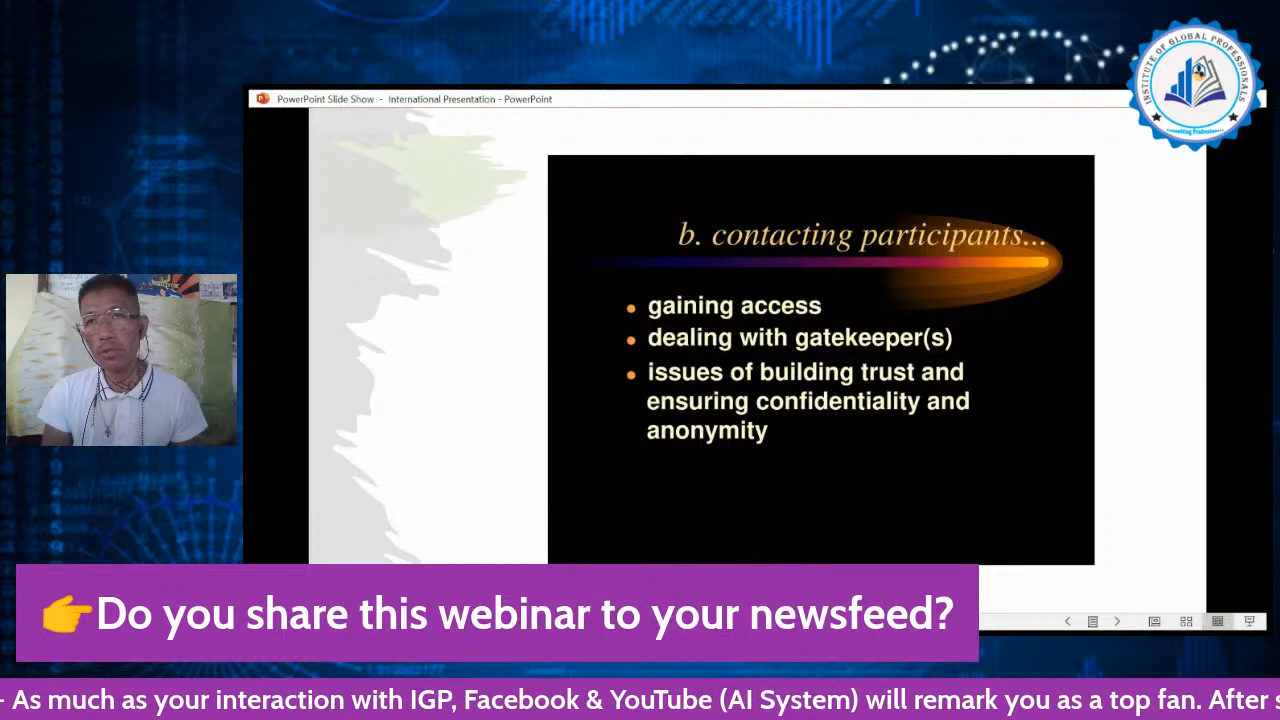 INSTITUTE OF GLOBAL PROFESSIONALS
Connecting Professionals
PowerPoint Slide Show - International Presentation - PowerPoint
b. contacting participants...
• gaining access
• dealing with gatekeeper(s)
• issues of building trust and
ensuring confidentiality and
anonymity
👉Do you share this webinar to your newsfeed?
- As much as your interaction with IGP, Facebook & YouTube (AI System) will remark you as a top fan. After s